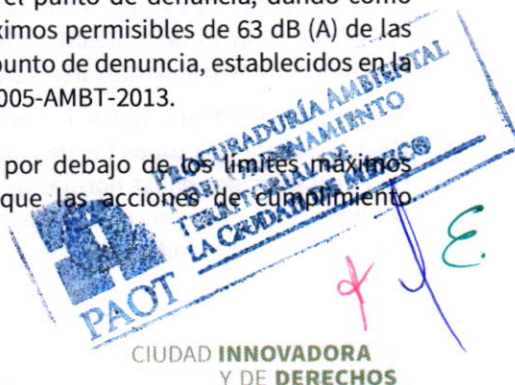 el punto de denuncia, dando como
ximos permisibles de 63 dB (A) de las
punto de denuncia, establecidos en la
005-AMBT-2013.
por debajo de los límites máximos
que las acciones de cumplimiento
PROCURADURÍA AMBIENTAL
ORDENAMIENTO
TERRITORIAL DE
LA CIUDAD DE
PAOT
CIUDAD INNOVADORA
Y DE DERECHOS